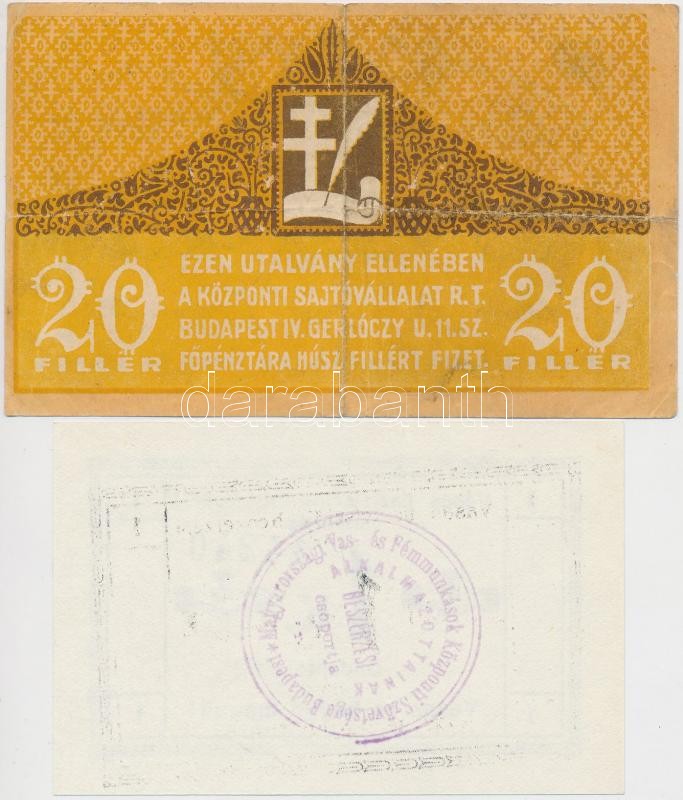 20 FILLÉR
EZEN UTALVÁNY ELLENÉBEN
A KÖZPONTI SAJTÓVÁLLALAT R. T.
BUDAPEST IV. GERLÓCZY U. 11. SZ.
FŐPÉNZTÁRA HÚSZ FILLÉRT FIZET.
20 FILLÉR
darabanth
Magyarországi Vas- és Fémmunkások Központi Szövetsége Budapest
ALKALMAZOTTAINAK
BESZERZÉSI
csoportja